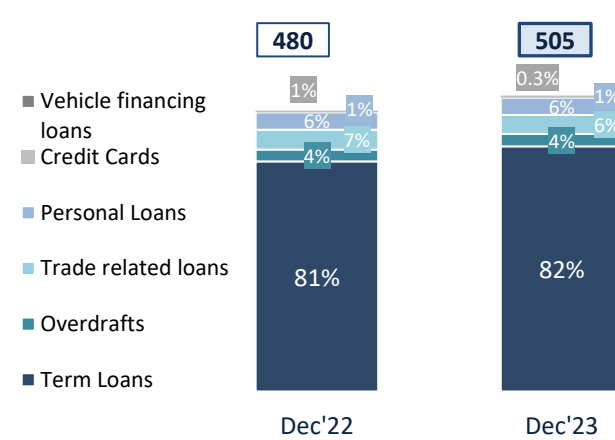 480
505
Vehicle financing
loans
Credit Cards
Personal Loans
Trade related loans
Overdrafts
Term Loans
1%
1%
6%
7%
4%
81%
0.3%
1%
6%
6%
4%
82%
Dec'22
Dec'23